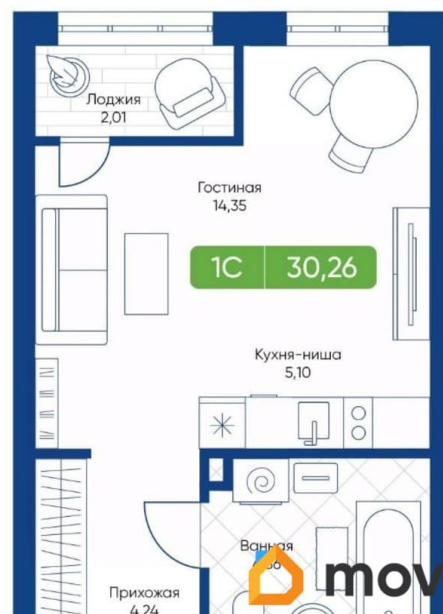 Лоджия
2,01
Гостиная
14,35
1С 30,26
Кухня-ниша
5,10
Ванная
Прихожая
4,24
mov